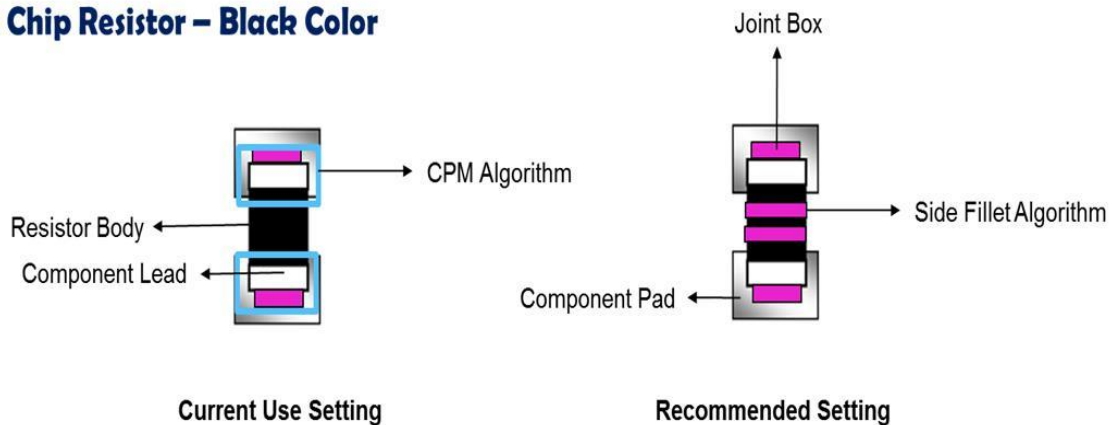 Chip Resistor – Black Color
Joint Box
CPM Algorithm
Resistor Body
Component Lead
Side Fillet Algorithm
Component Pad
Current Use Setting
Recommended Setting